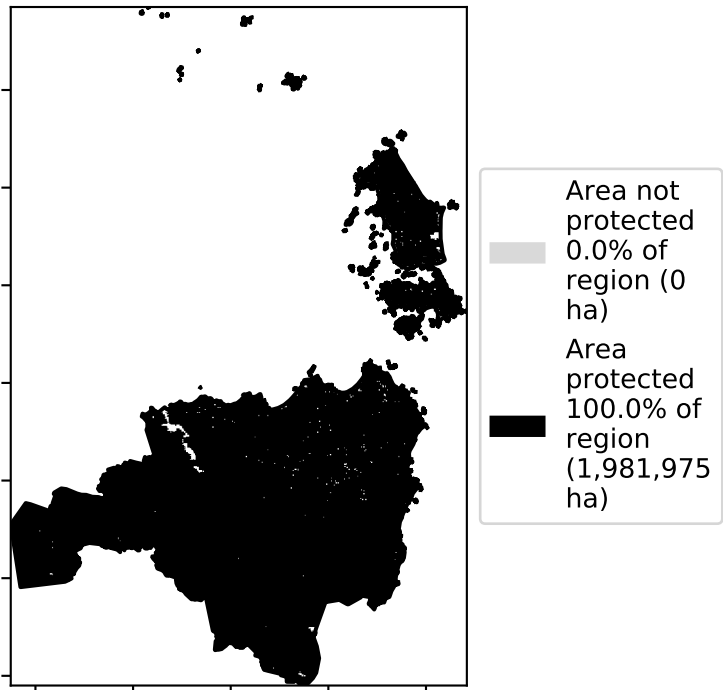 Area not
protected
0.0% of
region (0
ha)
Area
protected
100.0% of
region
(1,981,975
ha)